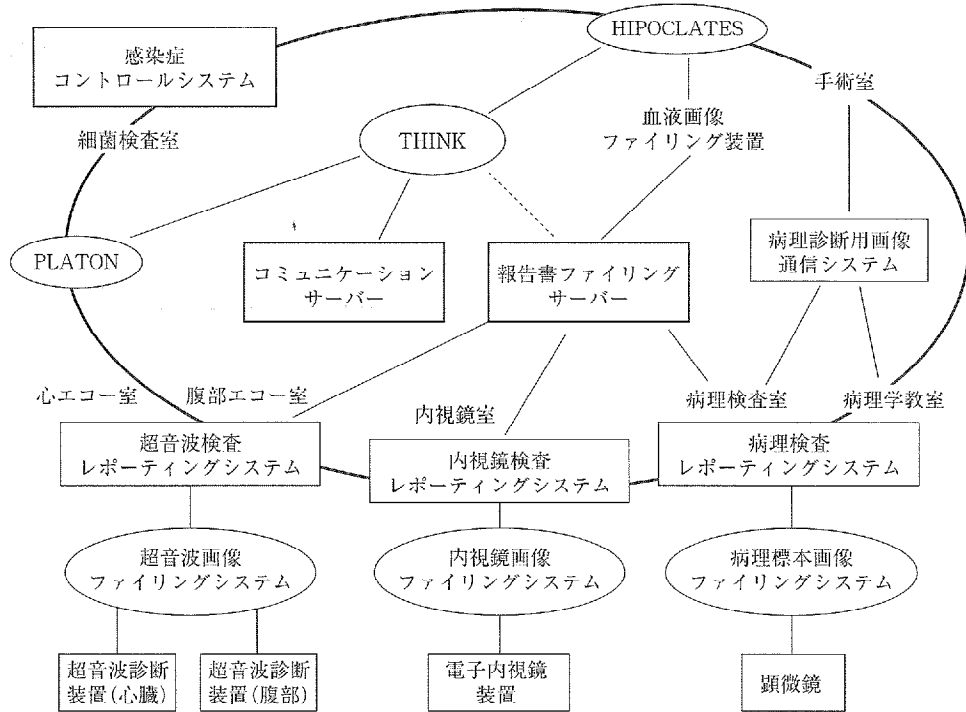 HIPOCLATES
感染症
コントロールシステム
手術室
細菌検査室
THINK
血液画像
ファイリング装置
PLATON
コミュニケーション
サーバー
報告書ファイリング
サーバー
病理診断用画像
通信システム
心エコー室
腹部エコー室
内視鏡室
病理検査室
病理学教室
超音波検査
レポーティングシステム
内視鏡検査
レポーティングシステム
病理検査
レポーティングシステム
超音波画像
ファイリングシステム
内視鏡画像
ファイリングシステム
病理標本画像
ファイリングシステム
超音波診断
装置(心臓)
超音波診断
装置(腹部)
電子内視鏡
装置
顕微鏡